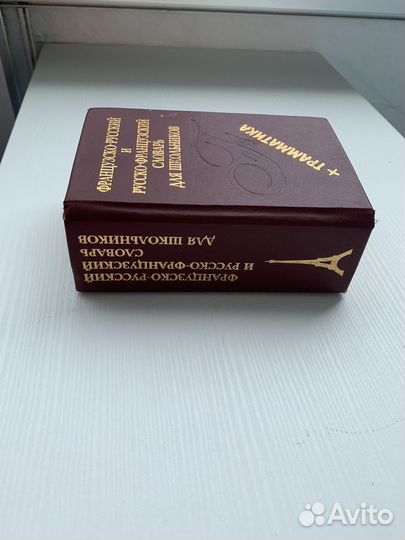 ФРАНЦУЗСКО-РУССКИЙ
И
РУССКО-ФРАНЦУЗСКИЙ
СЛОВАРЬ
ДЛЯ ШКОЛЬНИКОВ
+ ГРАММАТИКА
ФРАНЦУЗСКО-РУССКИЙ
И РУССКО-ФРАНЦУЗСКИЙ
СЛОВАРЬ
ДЛЯ ШКОЛЬНИКОВ
Avito